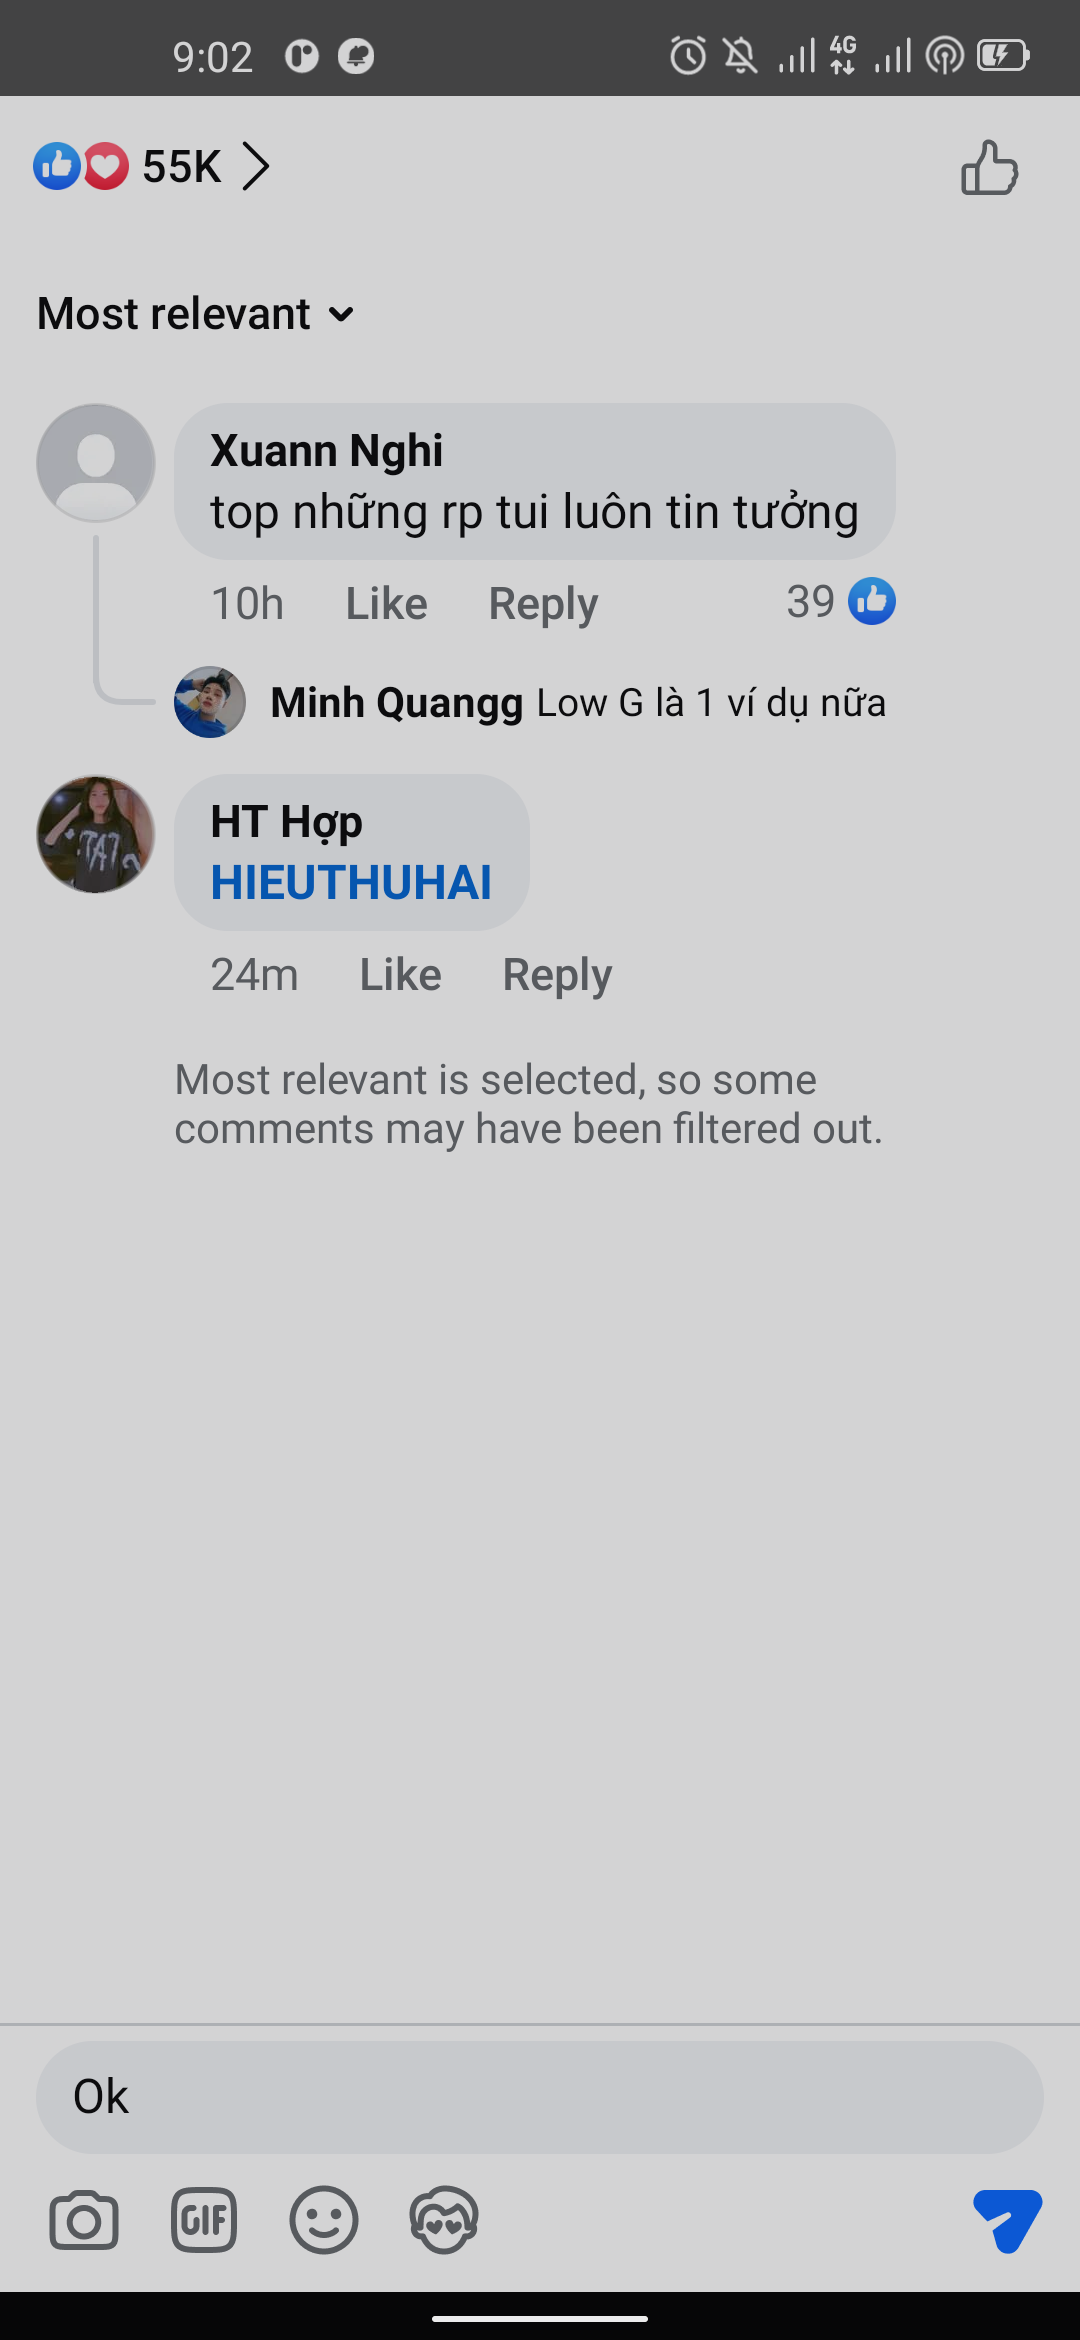 9:02
4G
55K
Most relevant
Xuann Nghi
top những rp tui luôn tin tưởng
10h Like Reply 39
Minh Quangg Low G là 1 ví dụ nữa
HT Hợp
HIEUTHUHAI
24m Like Reply
Most relevant is selected, so some
comments may have been filtered out.
Ok
GIF